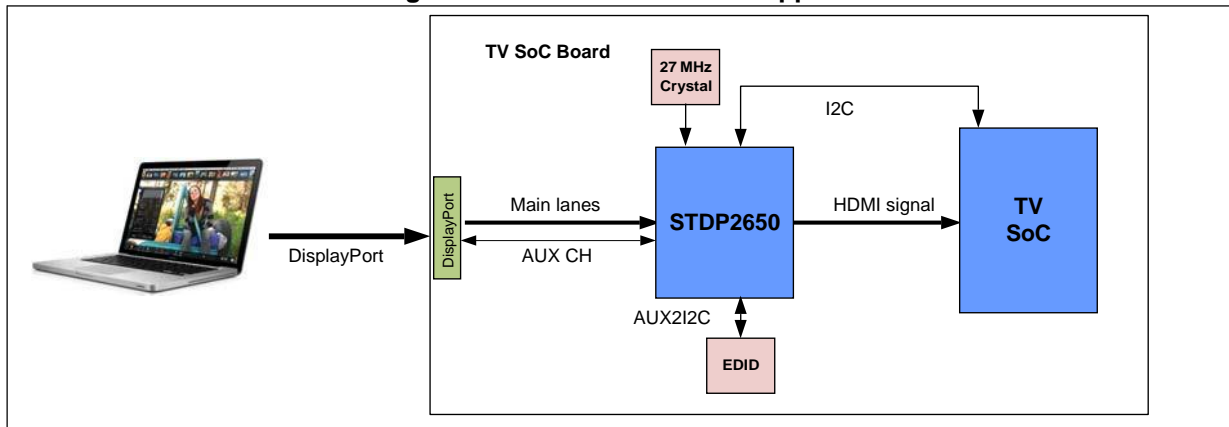 TV SoC Board
27 MHz
Crystal
I2C
DisplayPort
Main lanes
STDP2650
HDMI signal
TV
SoC
DisplayPort
AUX CH
AUX2I2C
EDID